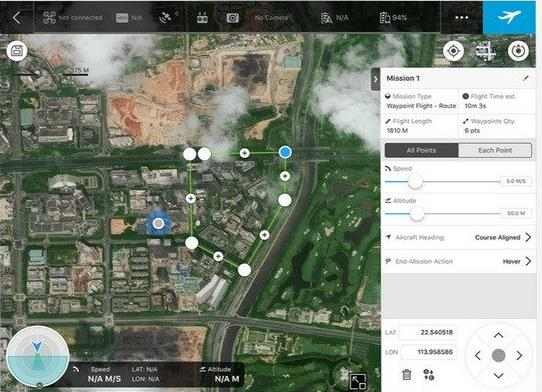 Not connected N/A 0 No Camera N/A 94%
375 M
Mission 1
Mission Type
Waypoint Flight - Route
Flight Time est.
10m 3s
Flight Length
1810 M
Waypoints Qty.
6 pts
All Points Each Point
Speed
5.0 M/S
Altitude
50.0 M
Aircraft Heading Course Aligned
End-Mission Action Hover
LAT 22.540518
LON 113.958586
Speed
N/A M/S
LAT: N/A
LON: N/A
Altitude
N/A M